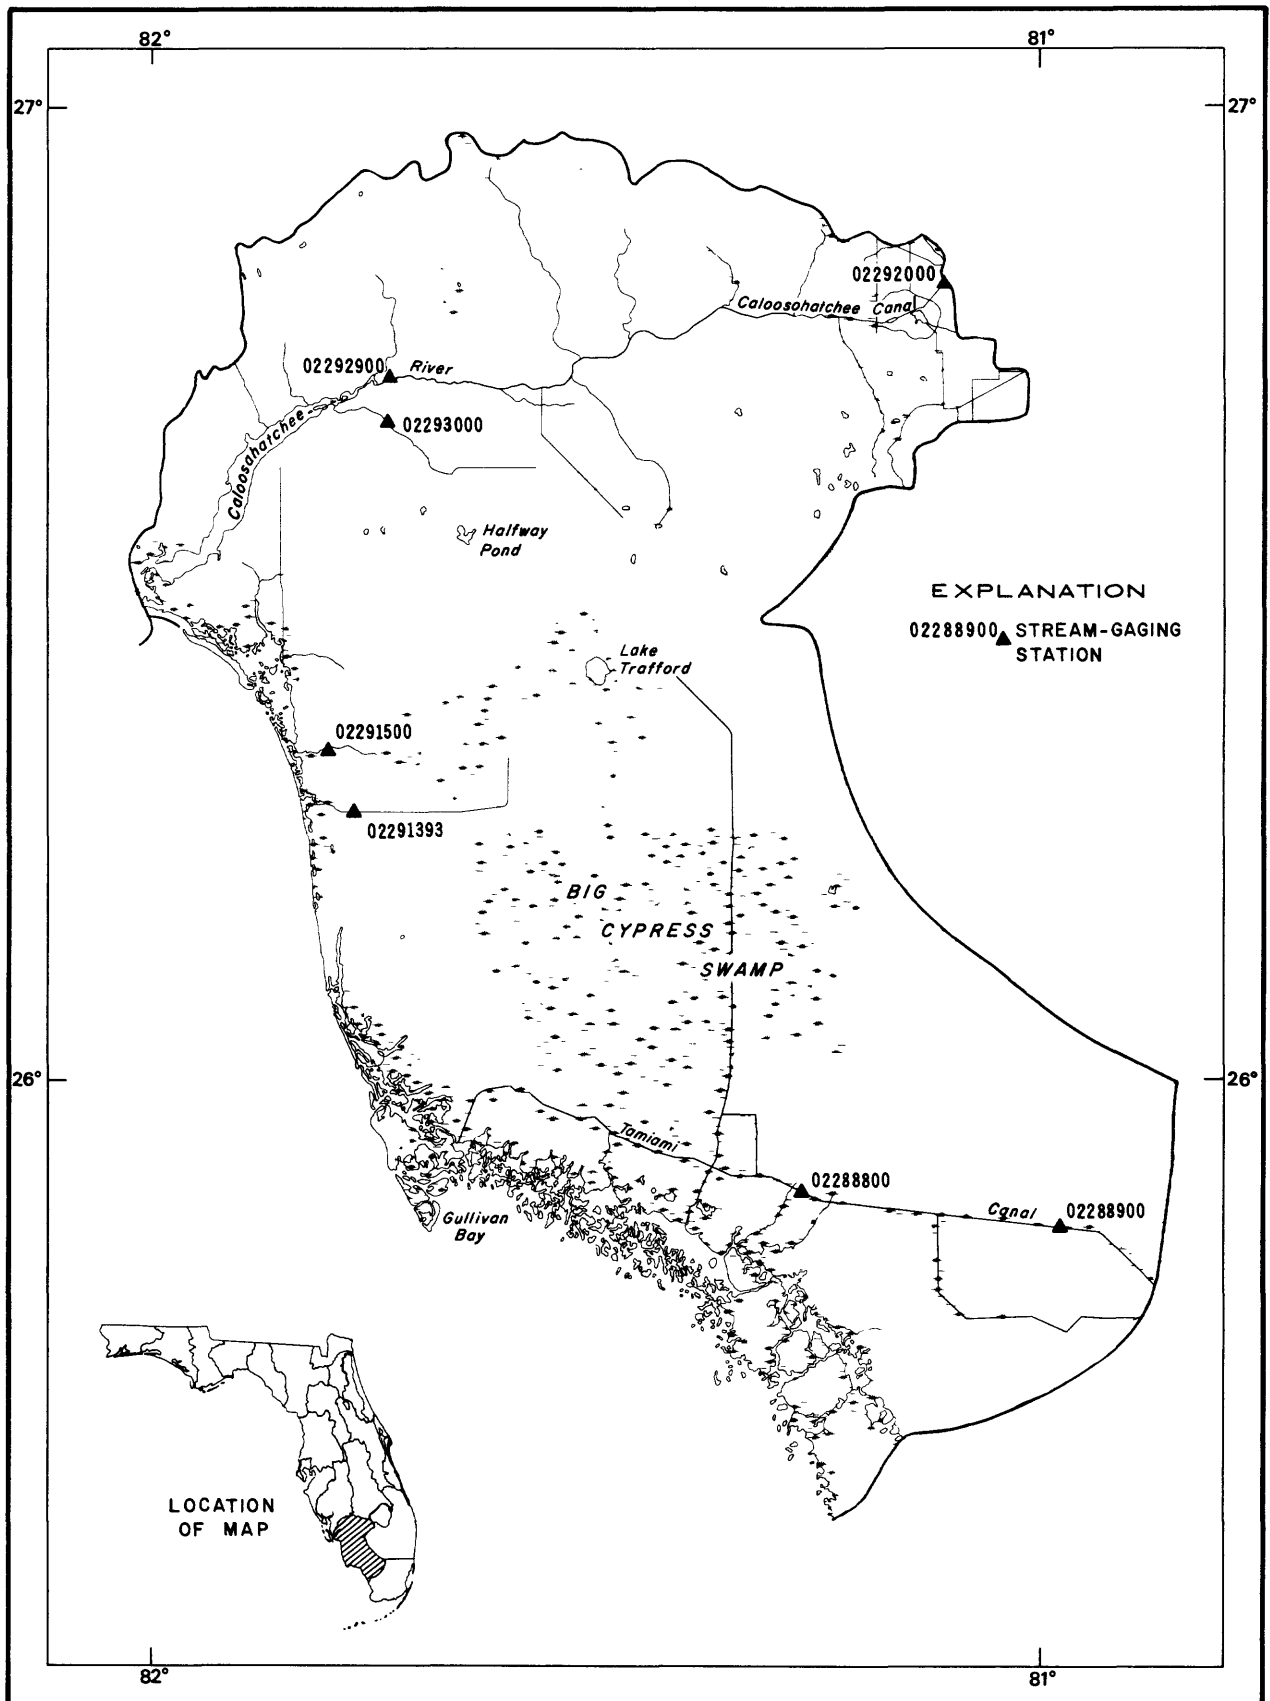 82°
81°
27°
27°
02292000
Caloosohatchee Canal
02292900
River
02293000
Caloosahatchee
Halfway
Pond
EXPLANATION
02288900 STREAM-GAGING
STATION
Lake
Trafford
02291500
02291393
BIG
CYPRESS
SWAMP
26°
26°
Tamiami
02288800
Canal
02288900
Gullivan
Bay
LOCATION
OF MAP
82°
81°